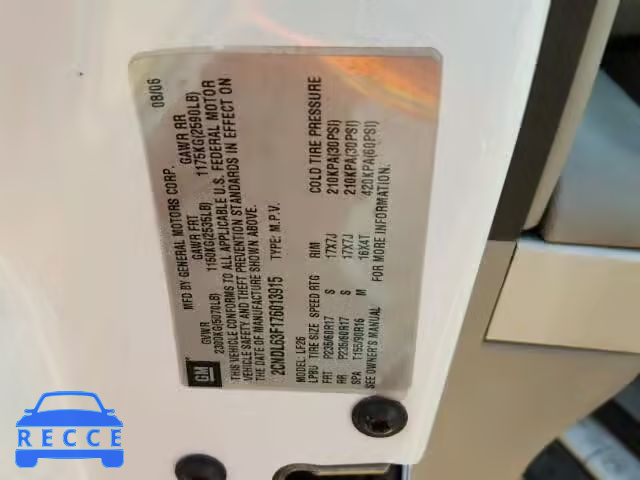 MFD BY GENERAL MOTORS CORP. 08/06
GVWR GAWR FRT GAWR RR
2300KG(5070LB) 1150KG(2535LB) 1175KG(2590LB)
THIS VEHICLE CONFORMS TO ALL APPLICABLE U.S. FEDERAL MOTOR
VEHICLE SAFETY AND THEFT PREVENTION STANDARDS IN EFFECT ON
THE DATE OF MANUFACTURE SHOWN ABOVE.
2CNDL63F176013915 TYPE: M.P.V.
MODEL: LF26
LPBU TIRE SIZE SPEED RTG RIM COLD TIRE PRESSURE
FRT P235/60R17 S 17X7J 210KPA(30PSI)
RR P235/60R17 S 17X7J 210KPA(30PSI)
SPA T155/90R16 M 16X4T 420KPA(60PSI)
SEE OWNER'S MANUAL FOR MORE INFORMATION.
GM
RECCE